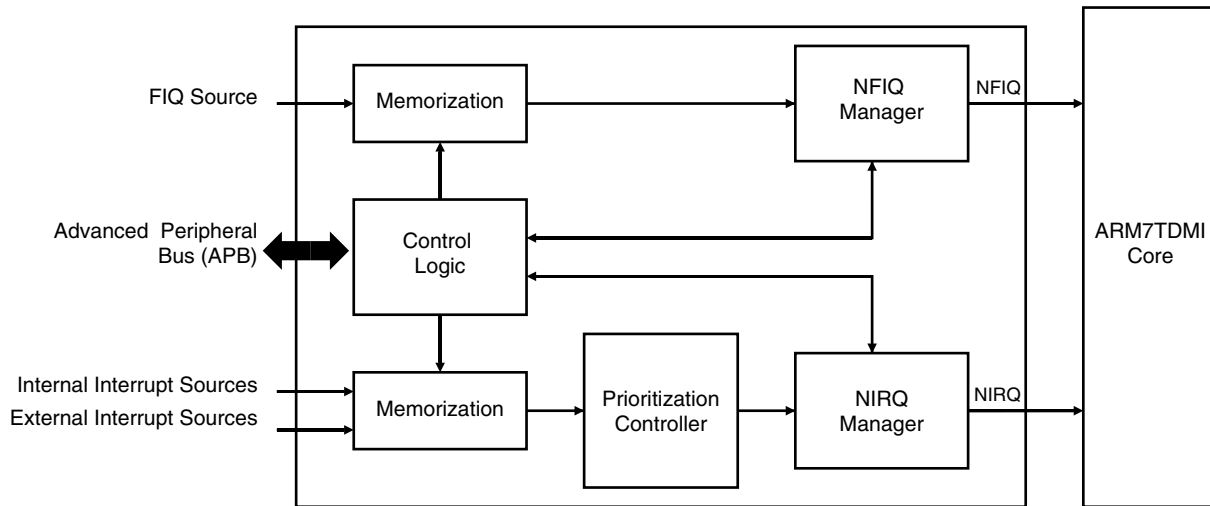 FIQ Source
Memorization
NFIQ
Manager
NFIQ
Advanced Peripheral
Bus (APB)
Control
Logic
ARM7TDMI
Core
Internal Interrupt Sources
External Interrupt Sources
Memorization
Prioritization
Controller
NIRQ
Manager
NIRQ